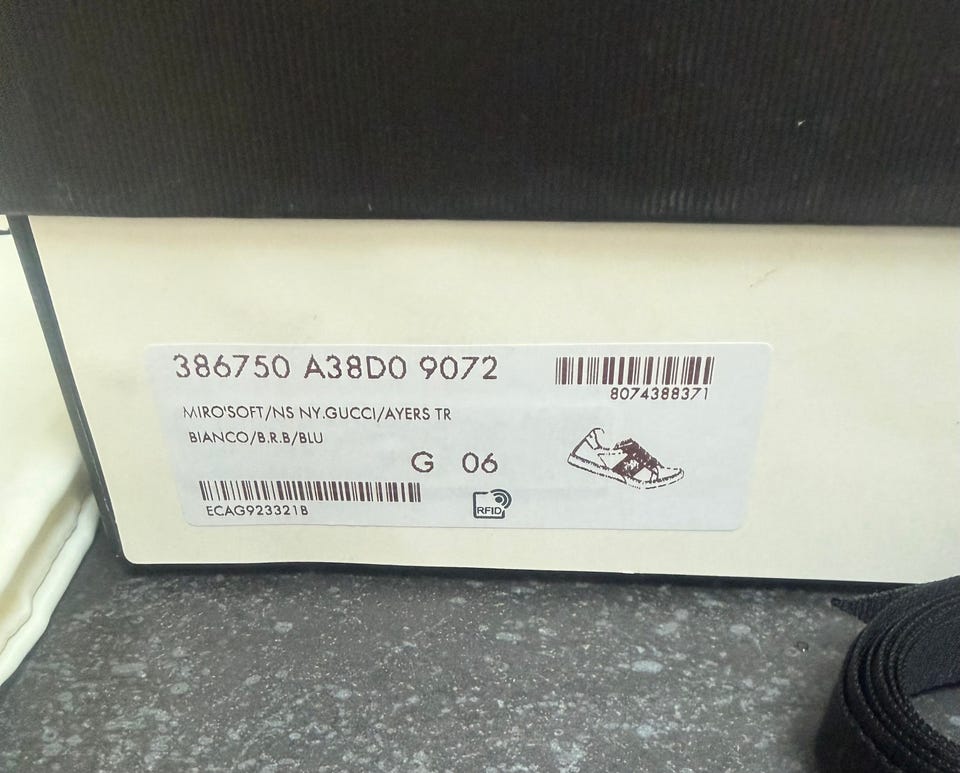 386750 A38D0 9072
8074388371
MIRO'SOFT/NS NY.GUCCI/AYERS TR
BIANCO/B.R.B/BLU
G 06
ECAG923321B
RFID